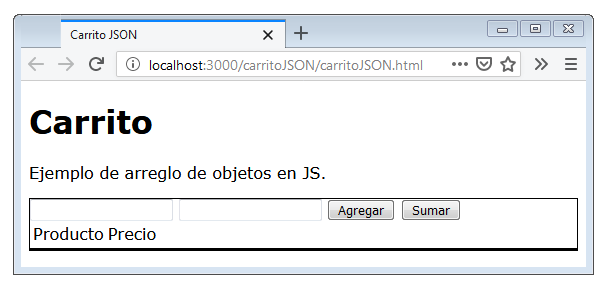 Carrito JSON
localhost:3000/carritoJSON/carritoJSON.html
Carrito
Ejemplo de arreglo de objetos en JS.
Agregar Sumar
Producto Precio